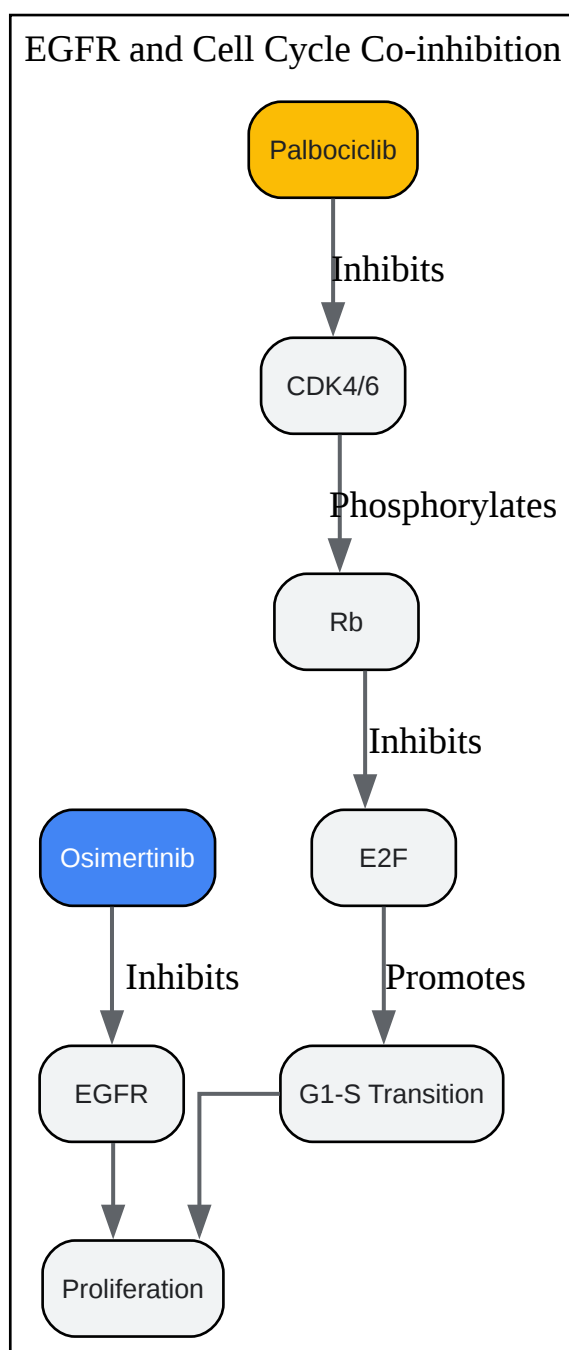 EGFR and Cell Cycle Co-inhibition
Palbociclib
Inhibits
CDK4/6
Phosphorylates
Rb
Inhibits
Osimertinib
E2F
Inhibits
Promotes
EGFR
G1-S Transition
Proliferation